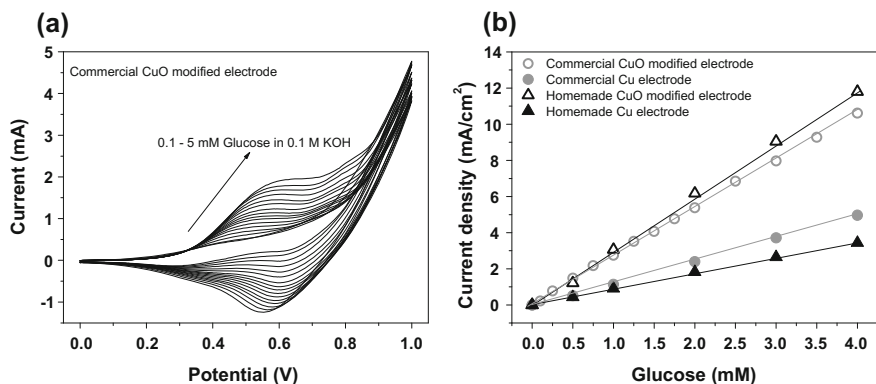 (a)
5
4
3
2
1
0
-1
Current (mA)
Commercial CuO modified electrode
0.1 - 5 mM Glucose in 0.1 M KOH
0.0 0.2 0.4 0.6 0.8 1.0
Potential (V)
(b)
14
12
10
8
6
4
2
0
Current density (mA/cm²)
Commercial CuO modified electrode
Commercial Cu electrode
Homemade CuO modified electrode
Homemade Cu electrode
0.0 0.5 1.0 1.5 2.0 2.5 3.0 3.5 4.0
Glucose (mM)